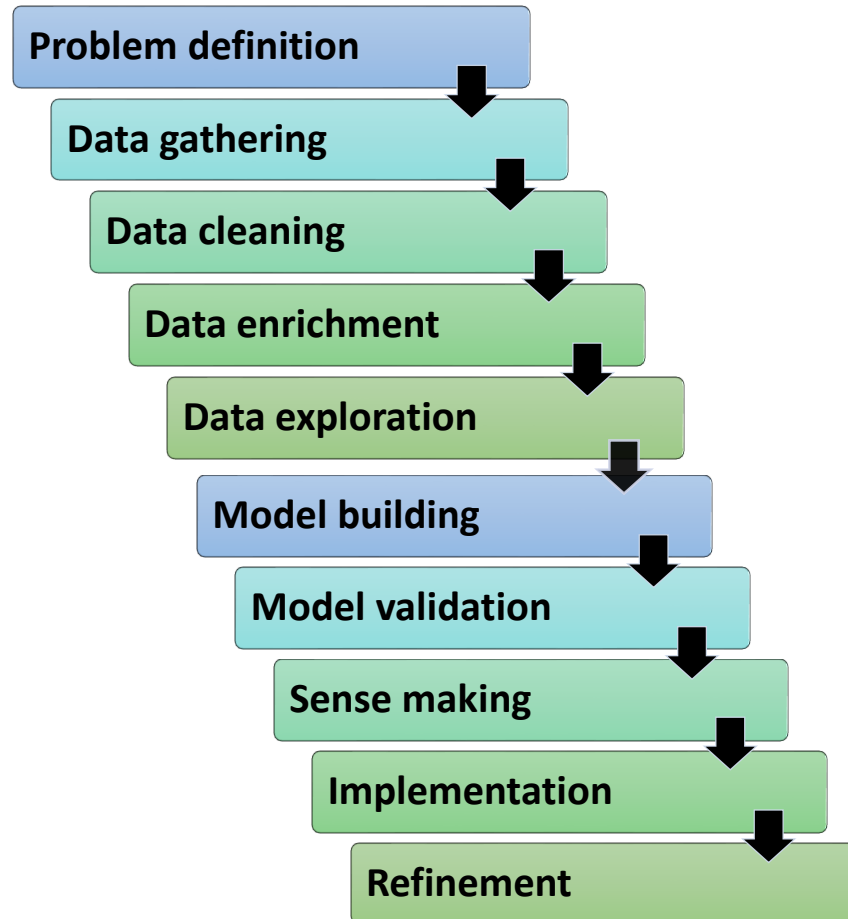 Problem definition
Data gathering
Data cleaning
Data enrichment
Data exploration
Model building
Model validation
Sense making
Implementation
Refinement